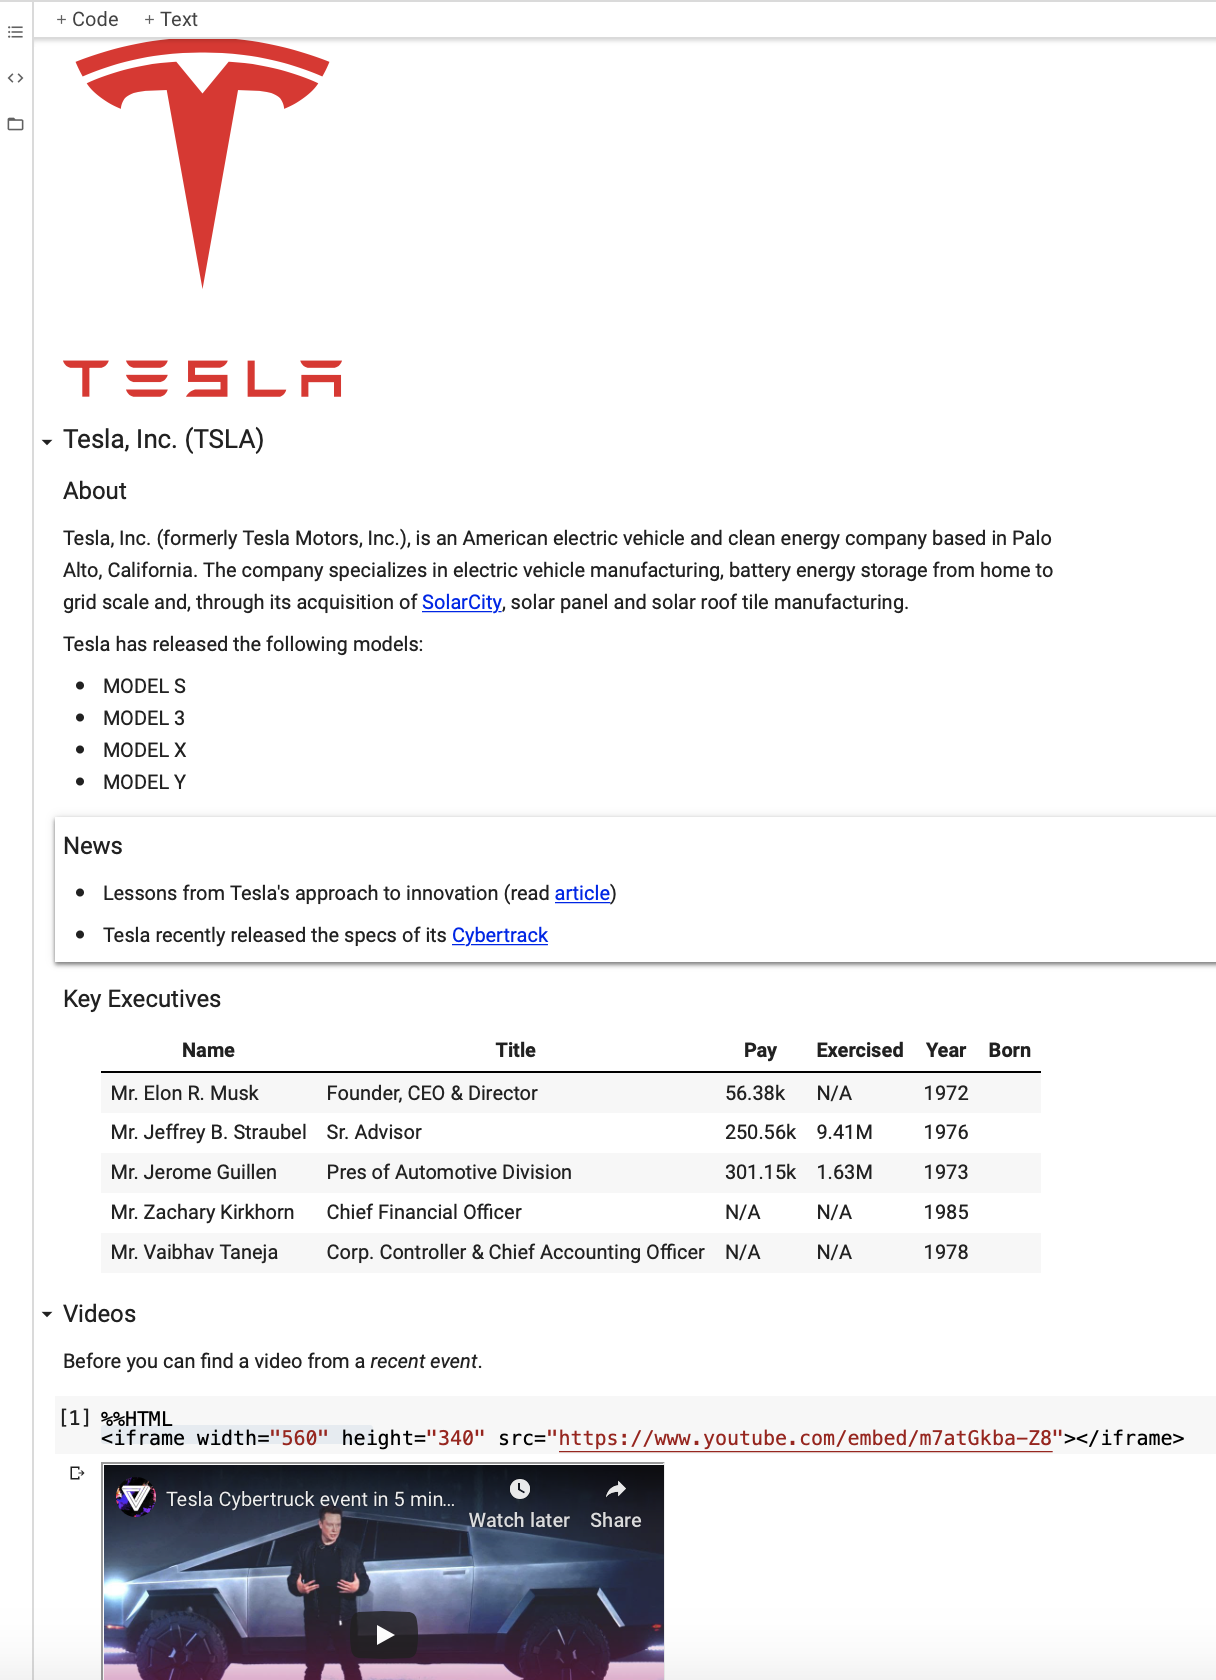 + Code + Text
TESLA
Tesla, Inc. (TSLA)
About
Tesla, Inc. (formerly Tesla Motors, Inc.), is an American electric vehicle and clean energy company based in Palo
Alto, California. The company specializes in electric vehicle manufacturing, battery energy storage from home to
grid scale and, through its acquisition of SolarCity, solar panel and solar roof tile manufacturing.
Tesla has released the following models:
• MODEL S
• MODEL 3
• MODEL X
• MODEL Y
News
• Lessons from Tesla's approach to innovation (read article)
• Tesla recently released the specs of its Cybertrack
Key Executives
Name Title Pay Exercised Year Born
Mr. Elon R. Musk Founder, CEO & Director 56.38k N/A 1972
Mr. Jeffrey B. Straubel Sr. Advisor 250.56k 9.41M 1976
Mr. Jerome Guillen Pres of Automotive Division 301.15k 1.63M 1973
Mr. Zachary Kirkhorn Chief Financial Officer N/A N/A 1985
Mr. Vaibhav Taneja Corp. Controller & Chief Accounting Officer N/A N/A 1978
Videos
Before you can find a video from a recent event.
[1] %%HTML
<iframe width="560" height="340" src="https://www.youtube.com/embed/m7atGkba-Z8"></iframe>
Tesla Cybertruck event in 5 min...
Watch later Share